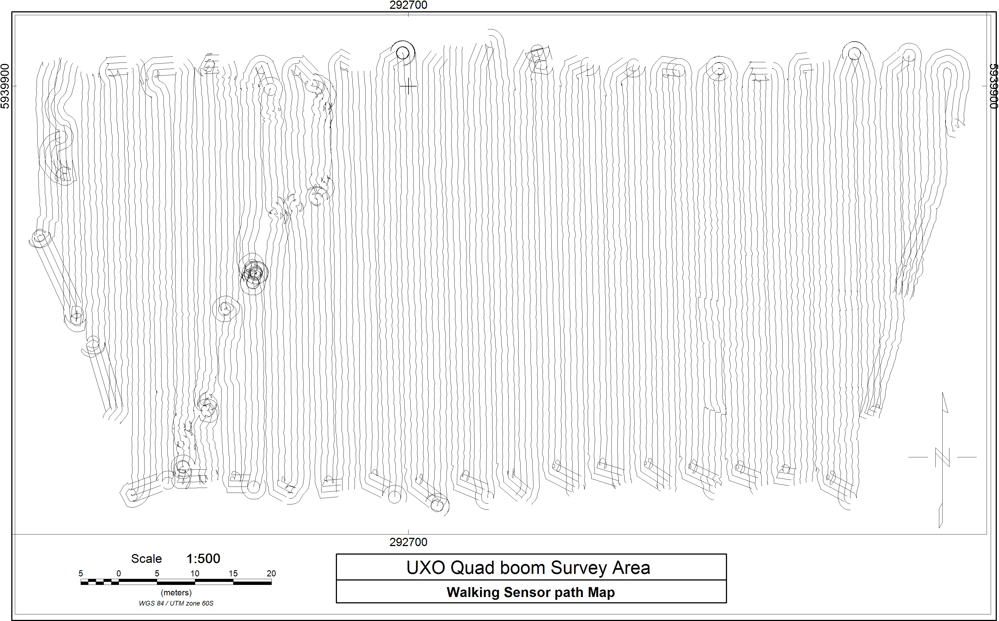 292700
5939900
5939900
292700
Scale 1:500
5 0 5 10 15 20
(meters)
WGS 84 / UTM zone 60S
UXO Quad boom Survey Area
Walking Sensor path Map
N